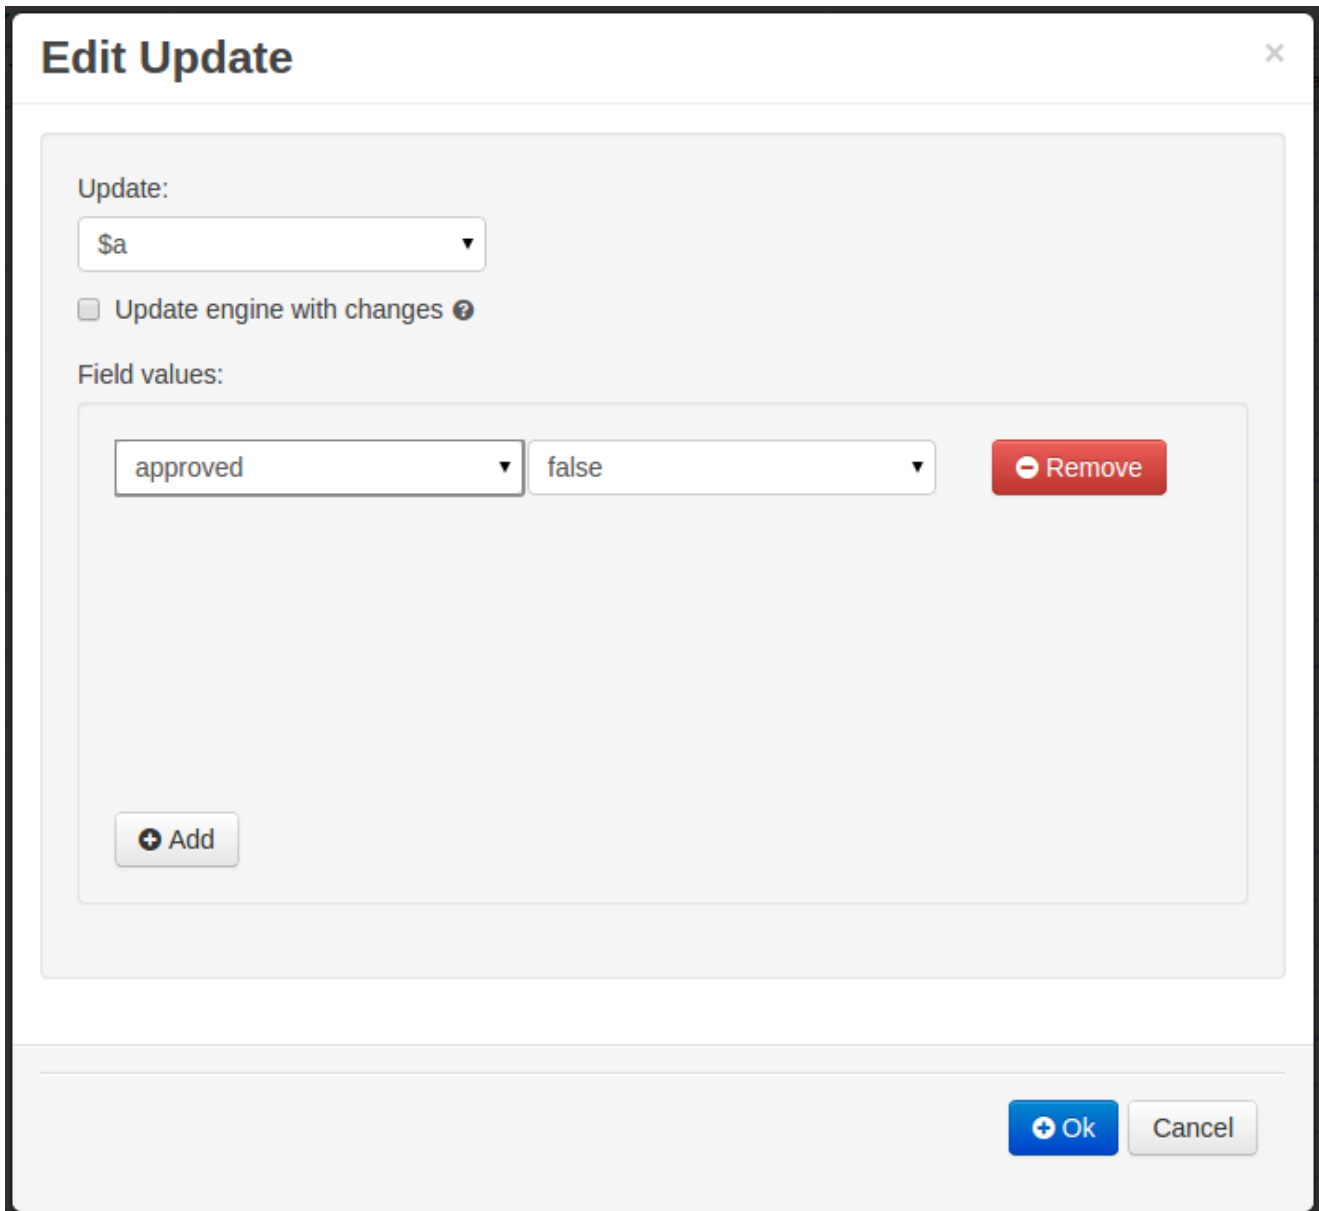 Edit Update
×
Update:
$a
Update engine with changes
Field values:
approved false Remove
Add
Ok Cancel